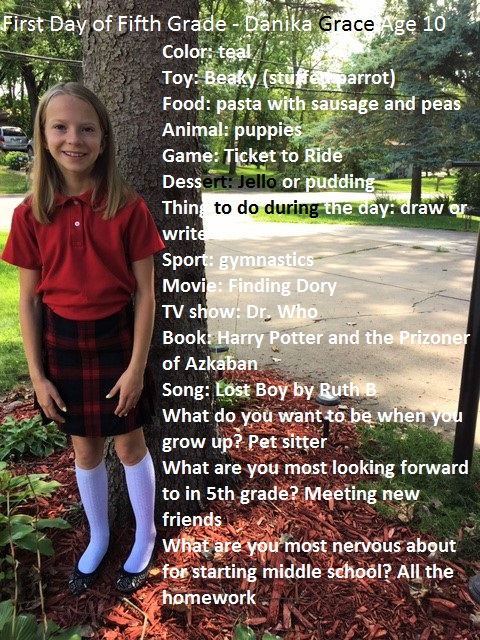 First Day of Fifth Grade - Danika Grace Age 10
Color: teal
Toy: Beaky (stuffed parrot)
Food: pasta with sausage and peas
Animal: puppies
Game: Ticket to Ride
Dessert: Jello or pudding
Thing to do during the day: draw or
write
Sport: gymnastics
Movie: Finding Dory
TV show: Dr. Who
Book: Harry Potter and the Prizoner
of Azkaban
Song: Lost Boy by Ruth B
What do you want to be when you
grow up? Pet sitter
What are you most looking forward
to in 5th grade? Meeting new
friends
What are you most nervous about
for starting middle school? All the
homework